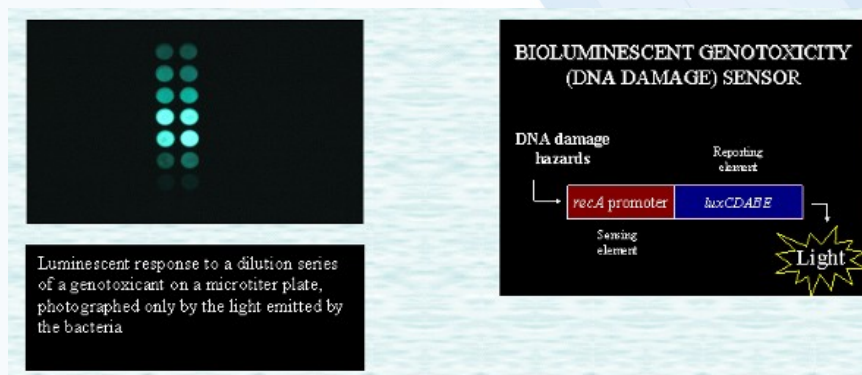 Luminescent response to a dilution series
of a genotoxicant on a microtiter plate,
photographed only by the light emitted by
the bacteria
BIOLUMINESCENT GENOTOXICITY
(DNA DAMAGE) SENSOR
DNA damage
hazards
Reporting
element
recA promoter
luxCDABE
Sensing
element
Light